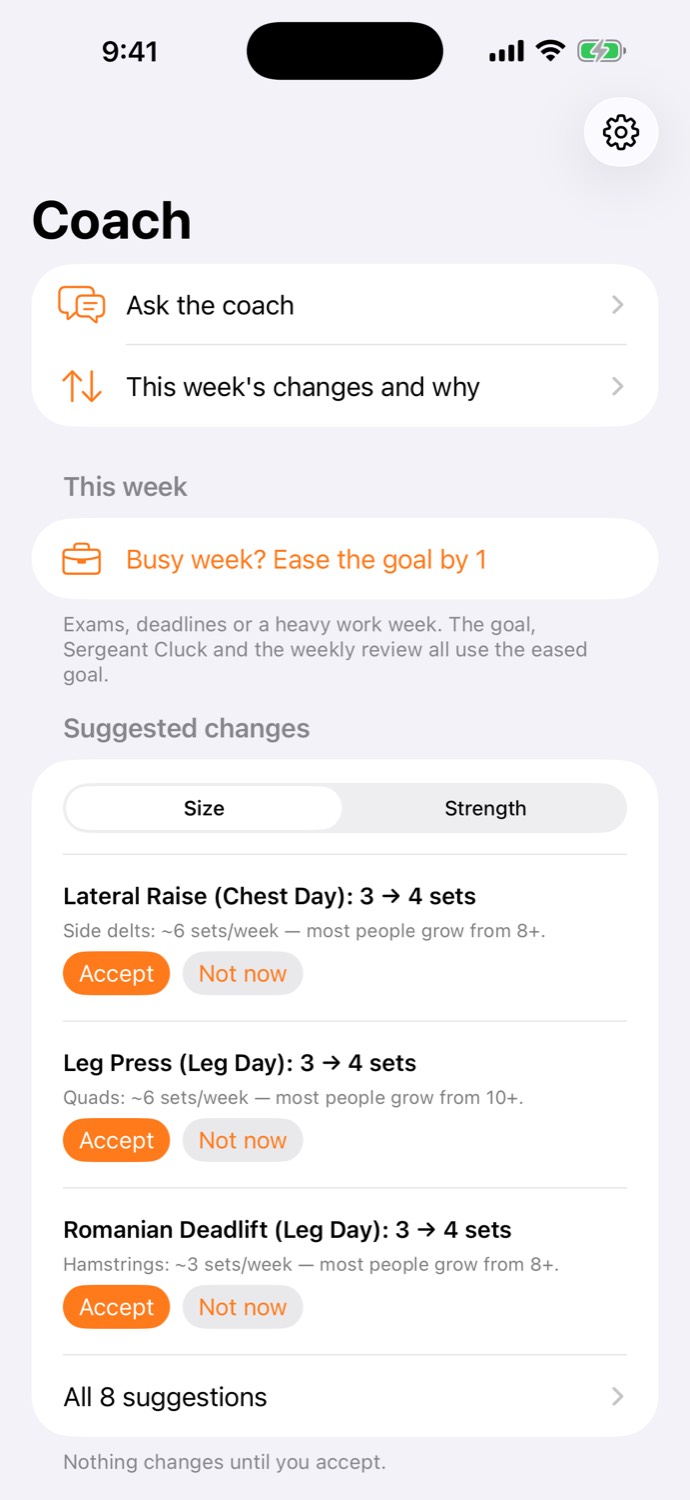 9:41
Coach
Ask the coach
This week's changes and why
This week
Busy week? Ease the goal by 1
Exams, deadlines or a heavy work week. The goal,
Sergeant Cluck and the weekly review all use the eased
goal.
Suggested changes
Size
Strength
Lateral Raise (Chest Day): 3 → 4 sets
Side delts: ~6 sets/week — most people grow from 8+.
Accept
Not now
Leg Press (Leg Day): 3 → 4 sets
Quads: ~6 sets/week — most people grow from 10+.
Accept
Not now
Romanian Deadlift (Leg Day): 3 → 4 sets
Hamstrings: ~3 sets/week — most people grow from 8+.
Accept
Not now
All 8 suggestions
Nothing changes until you accept.